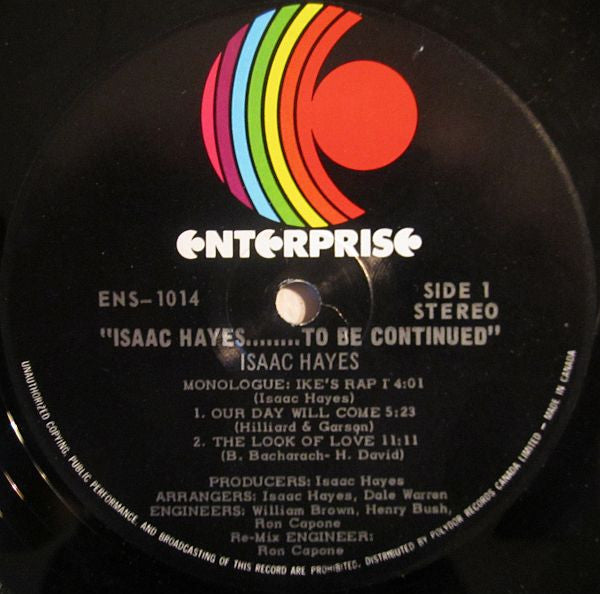 ENTERPRISE
ENS-1014
SIDE 1
STEREO
"ISAAC HAYES........TO BE CONTINUED"
ISAAC HAYES
MONOLOGUE: IKE'S RAP I 4:01
(Isaac Hayes)
1. OUR DAY WILL COME 5:23
(Hilliard & Garson)
2. THE LOOK OF LOVE 11:11
(B. Bacharach- H. David)
PRODUCERS: Isaac Hayes
ARRANGERS: Isaac Hayes, Dale Warren
ENGINEERS: William Brown, Henry Bush,
Ron Capone
Re-Mix ENGINEER:
Ron Capone
UNAUTHORIZED COPYING, PUBLIC PERFORMANCE, AND BROADCASTING OF THIS RECORD ARE PROHIBITED. DISTRIBUTED BY POLYDOR RECORDS CANADA LIMITED – MADE IN CANADA